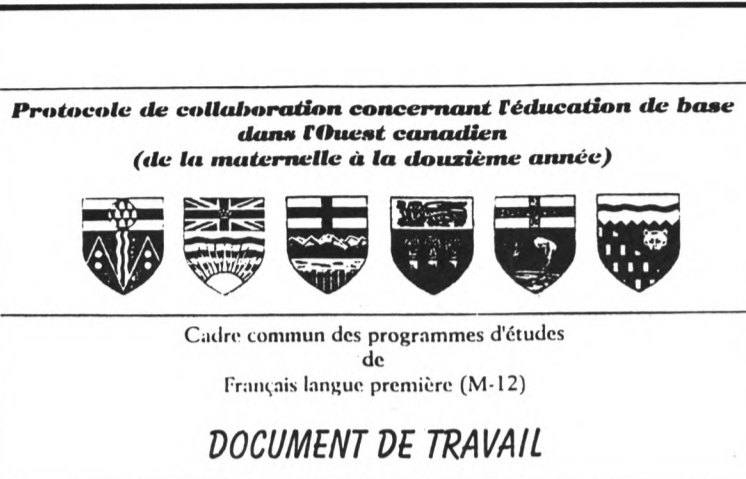 Protocole de collaboration concernant l'éducation de base
dans l'Ouest canadien
(de la maternelle à la douzième année)
Cadre commun des programmes d'études
de
Français langue première (M-12)
DOCUMENT DE TRAVAIL